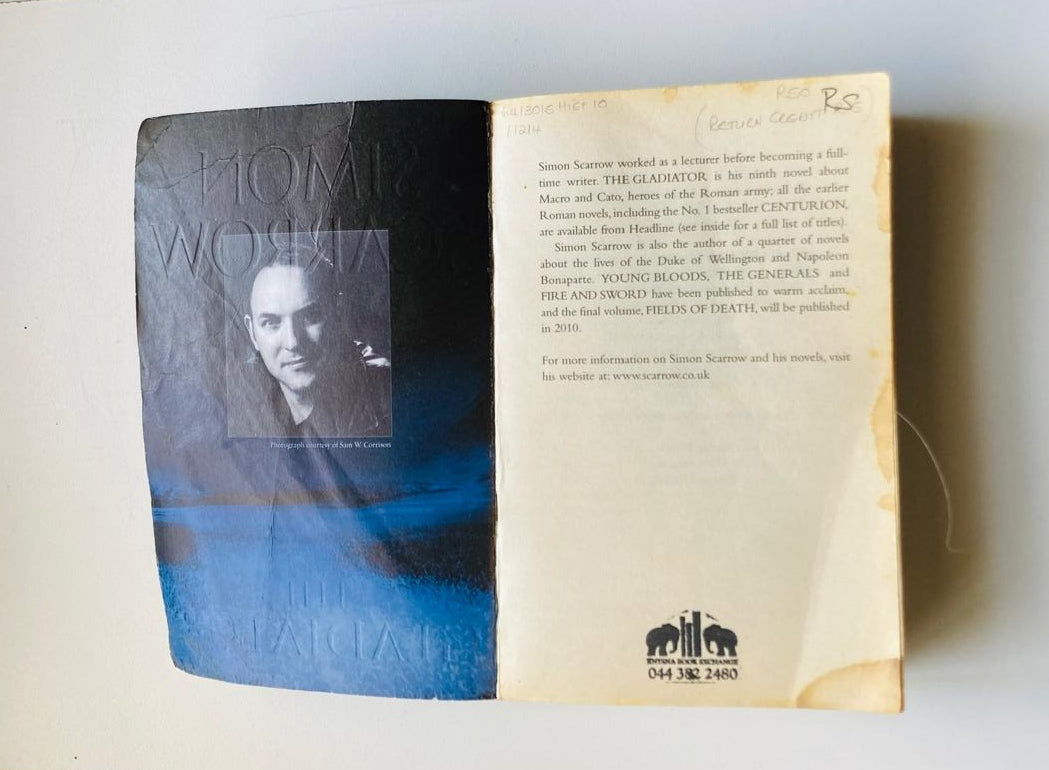 SIMON
SCARROW
Photograph courtesy of Sam W. Corrison
THE
R50 RS
(RETURN CREDIT
11214
Simon Scarrow worked as a lecturer before becoming a full-
time writer. THE GLADIATOR is his ninth novel about
Macro and Cato, heroes of the Roman army; all the earlier
Roman novels, including the No. 1 bestseller CENTURION,
are available from Headline (see inside for a full list of titles).
Simon Scarrow is also the author of a quartet of novels
about the lives of the Duke of Wellington and Napoleon
Bonaparte. YOUNG BLOODS, THE GENERALS and
FIRE AND SWORD have been published to warm acclaim,
and the final volume, FIELDS OF DEATH, will be published
in 2010.
For more information on Simon Scarrow and his novels, visit
his website at: www.scarrow.co.uk
BOOK EXCHANGE
044 382 2480